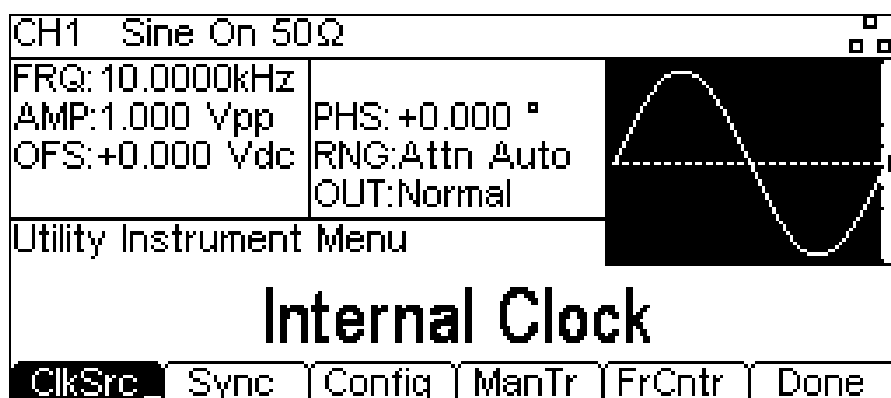 CH1 Sine On 50Ω
FRQ:10.0000kHz
AMP:1.000 Vpp
OFS:+0.000 Vdc
PHS:+0.000 °
RNG:Attn Auto
OUT:Normal
Utility Instrument Menu
Internal Clock
ClkSrc Sync Config ManTr FrCntr Done